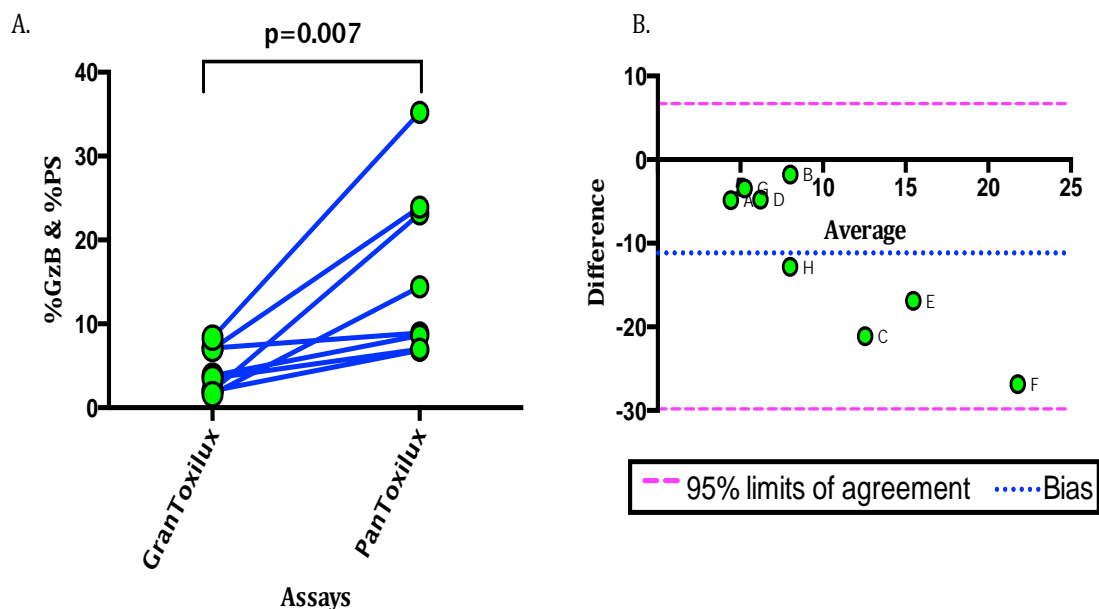 A.
p=0.007
40
30
20
10
0
%GzB & %PS
GranToxilux
PanToxilux
Assays
B.
10
0
-10
-20
-30
Difference
5
10
15
20
25
Average
A
G
D
B
H
E
C
F
95% limits of agreement
Bias